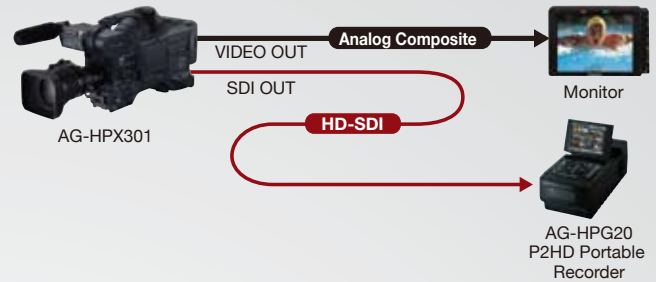 VIDEO OUT
Analog Composite
SDI OUT
Monitor
AG-HPX301
HD-SDI
AG-HPG20
P2HD Portable
Recorder